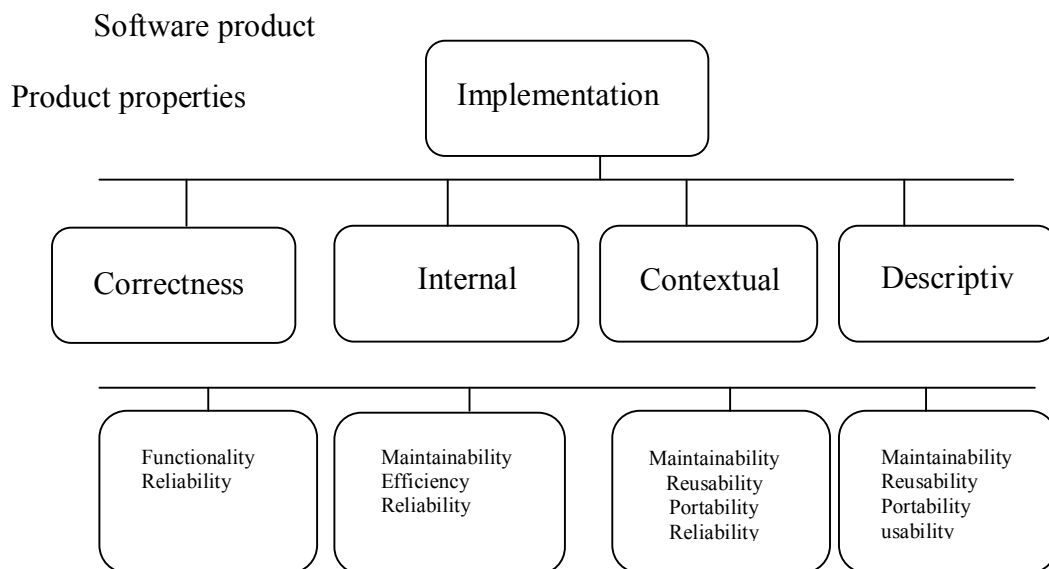 Software product
Implementation
Product properties
Correctness
Internal
Contextual
Descriptiv
Functionality
Reliability
Maintainability
Efficiency
Reliability
Maintainability
Reusability
Portability
Reliability
Maintainability
Reusability
Portability
usability